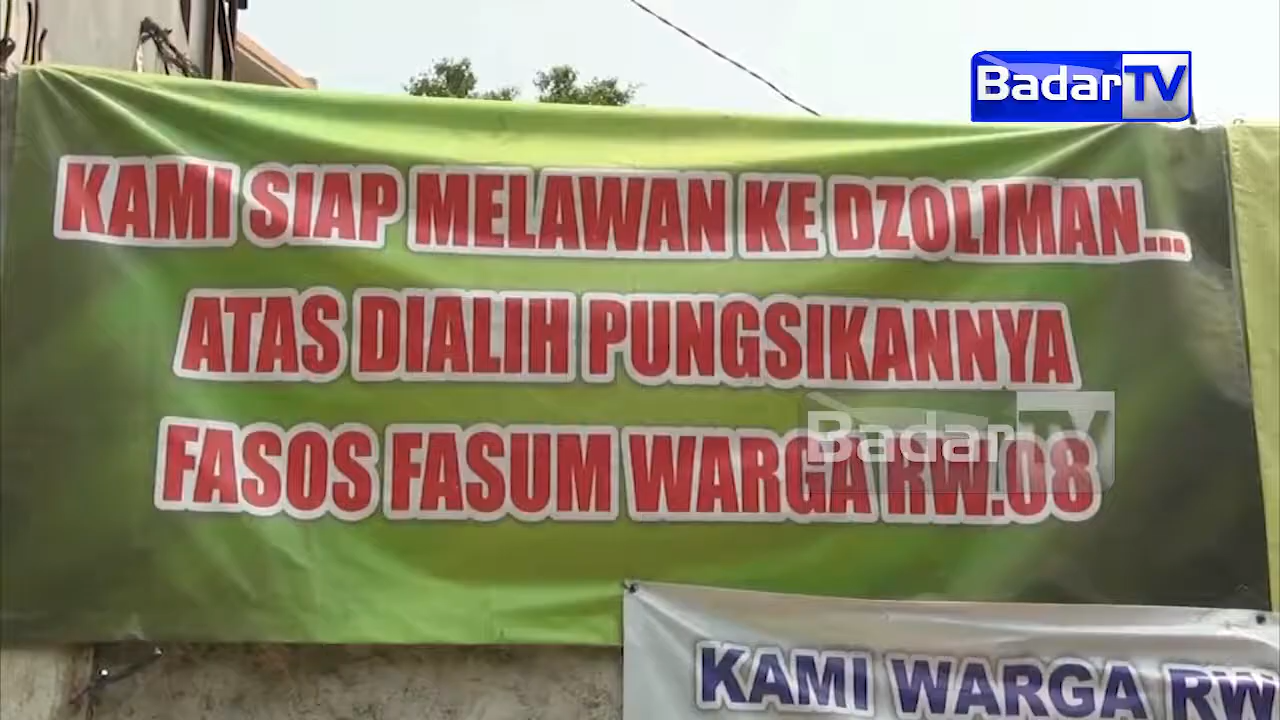 BadarTV
KAMI SIAP MELAWAN KE DZOLIMAN...
ATAS DIALIH PUNGSIKANNYA
FASOS FASUM WARGA RW.08
BadarTV
KAMI WARGA RW